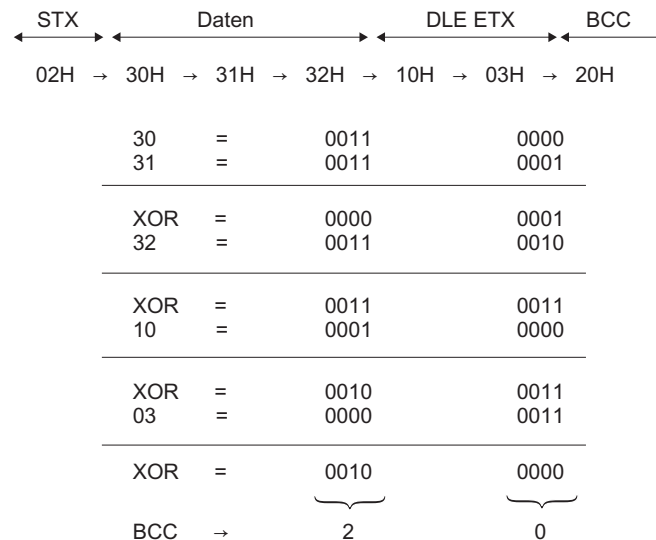 STX Daten DLE ETX BCC
02H → 30H → 31H → 32H → 10H → 03H → 20H
30 = 0011 0000
31 = 0011 0001
XOR = 0000 0001
32 = 0011 0010
XOR = 0011 0011
10 = 0001 0000
XOR = 0010 0011
03 = 0000 0011
XOR = 0010 0000
BCC → 2 0